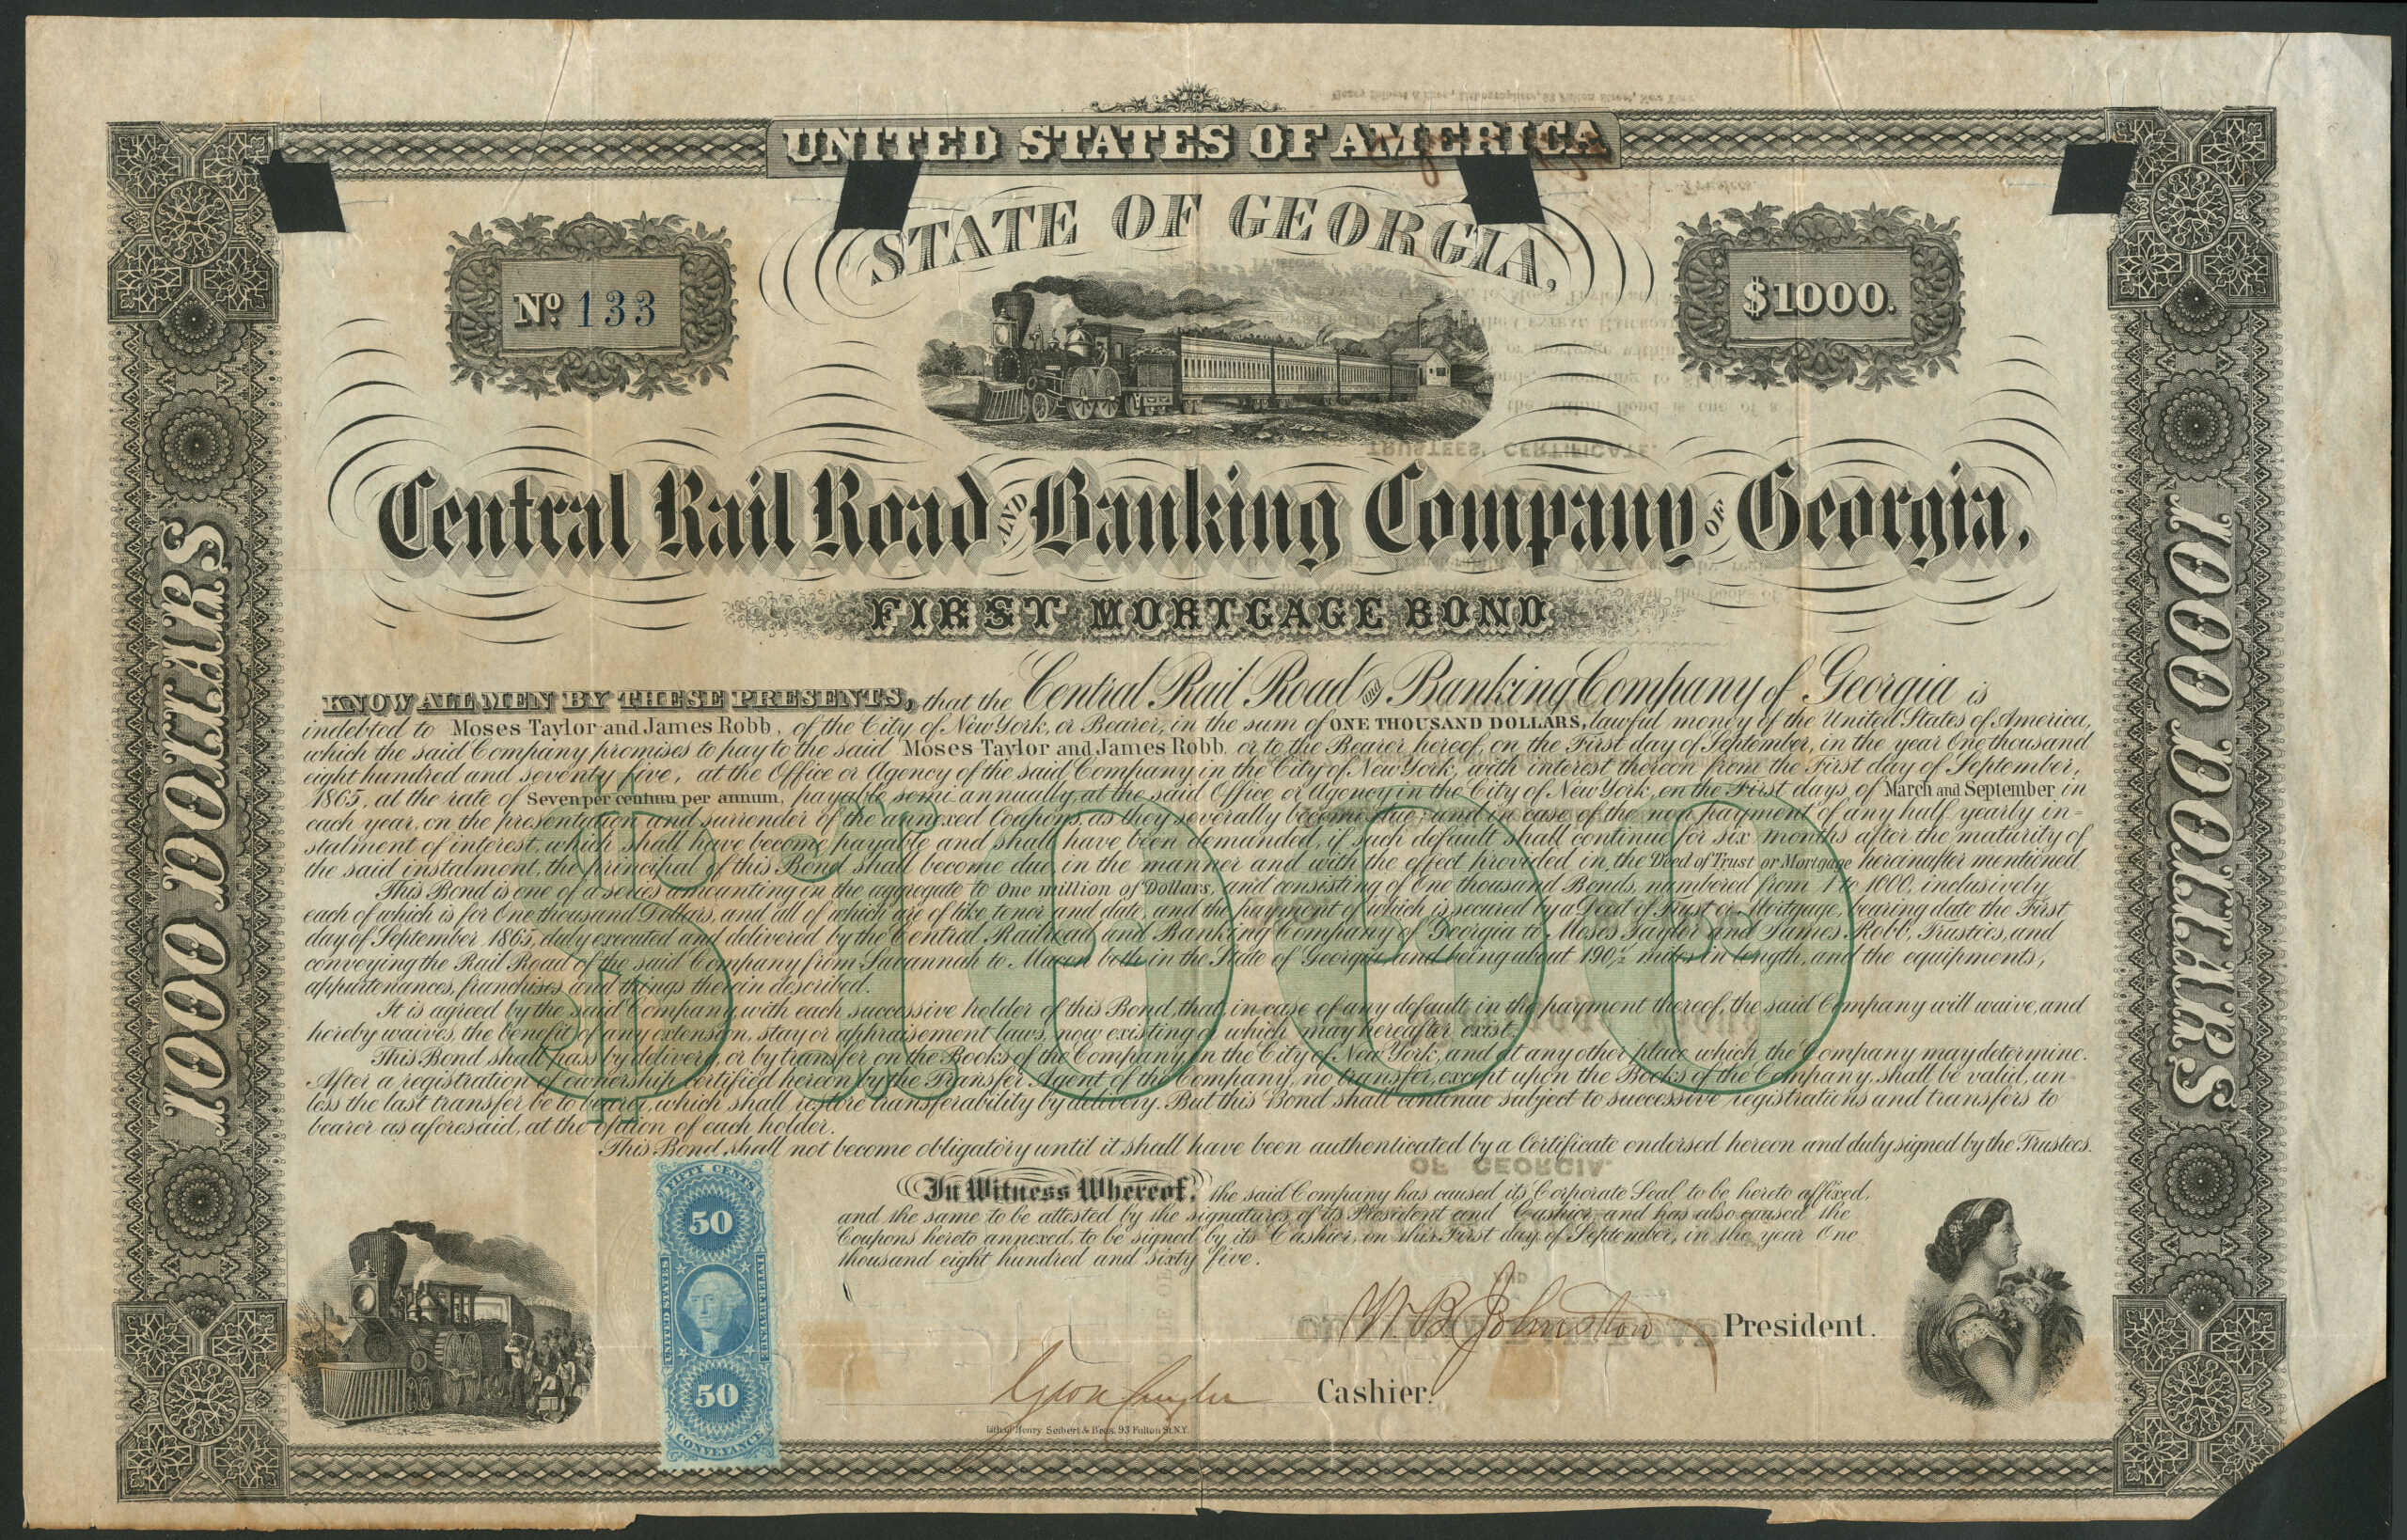 UNITED STATES OF AMERICA
STATE OF GEORGIA,
Nº 133
$1000.
Central Rail Road AND Banking Company OF Georgia,
FIRST MORTGAGE BOND
1000 DOLLARS
1000 DOLLARS
KNOW ALL MEN BY THESE PRESENTS, that the Central Rail Road and Banking Company of Georgia is
indebted to Moses Taylor and James Robb, of the City of New York, or Bearer, in the sum of ONE THOUSAND DOLLARS, lawful money of the United States of America,
which the said Company promises to pay to the said Moses Taylor and James Robb, or to the Bearer hereof, on the First day of September, in the year One thousand
eight hundred and seventy five, at the Office or Agency of the said Company in the City of New York, with interest thereon from the First day of September,
1865, at the rate of Seven per centum per annum, payable semi annually, at the said Office or Agency in the City of New York, on the First days of March and September in
each year, on the presentation and surrender of the annexed Coupons, as they severally become due; and in case of the non payment of any half yearly in=
stalment of interest, which shall have become payable and shall have been demanded, if such default shall continue for six months after the maturity of
the said instalment, the principal of this Bond shall become due, in the manner and with the effect provided in the Deed of Trust or Mortgage hereinafter mentioned.
This Bond is one of a series amounting in the aggregate to One million of Dollars, and consisting of One thousand Bonds, numbered from 1 to 1000, inclusively,
each of which is for One thousand Dollars, and all of which are of like tenor and date, and the payment of which is secured by a Deed of Trust or Mortgage, bearing date the First
day of September 1865, duly executed and delivered by the Central Railroad and Banking Company of Georgia to Moses Taylor and James Robb, Trustees, and
conveying the Rail Road of the said Company from Savannah to Macon both in the State of Georgia, and being about 190½ miles in length, and the equipments,
appurtenances, franchises and things therein described.
It is agreed by the said Company, with each successive holder of this Bond, that, in case of any default, in the payment thereof, the said Company will waive, and
hereby waives, the benefit of any extension, stay or appraisement laws, now existing or which may hereafter exist.
This Bond shall pass by delivery, or by transfer on the Books of the Company in the City of New York, and at any other place which the Company may determine.
After a registration of ownership certified hereon by the Transfer Agent of the Company, no transfer, except upon the Books of the Company, shall be valid, un-
less the last transfer be to bearer, which shall restore transferability by delivery. But this Bond shall continue subject to successive registrations and transfers to
bearer as aforesaid, at the option of each holder.
This Bond shall not become obligatory until it shall have been authenticated by a Certificate endorsed hereon and duly signed by the Trustees.
$1000
In Witness Whereof, the said Company has caused its Corporate Seal to be hereto affixed,
and the same to be attested by the signatures of its President and Cashier, and has also caused the
Coupons hereto annexed, to be signed by its Cashier, on this First day of September, in the year One
thousand eight hundred and sixty five.
FIFTY CENTS
50
UNITED STATES
INTER. REVENUE
50
CONVEYANCE
W. B. Johnston President.
Geo. A. Cuyler Cashier.
Lith. of Henry Seibert & Bros. 93 Fulton St. N.Y.
TRUSTEES' CERTIFICATE.
OF GEORGIA.